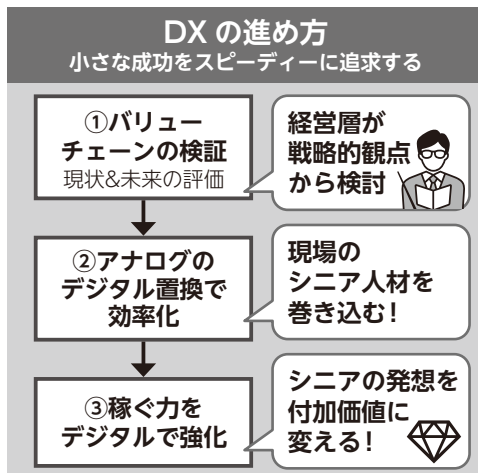 DXの進め方
小さな成功をスピーディーに追求する
①バリュー
チェーンの検証
現状&未来の評価
経営層が
戦略的観点
から検討
②アナログの
デジタル置換で
効率化
現場の
シニア人材を
巻き込む!
③稼ぐ力を
デジタルで強化
シニアの発想を
付加価値に
変える!